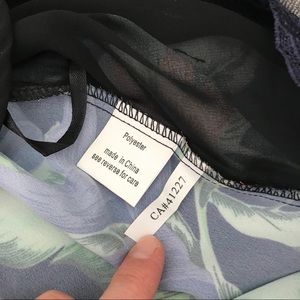 Polyester
made in China
see reverse for care
CA#41227